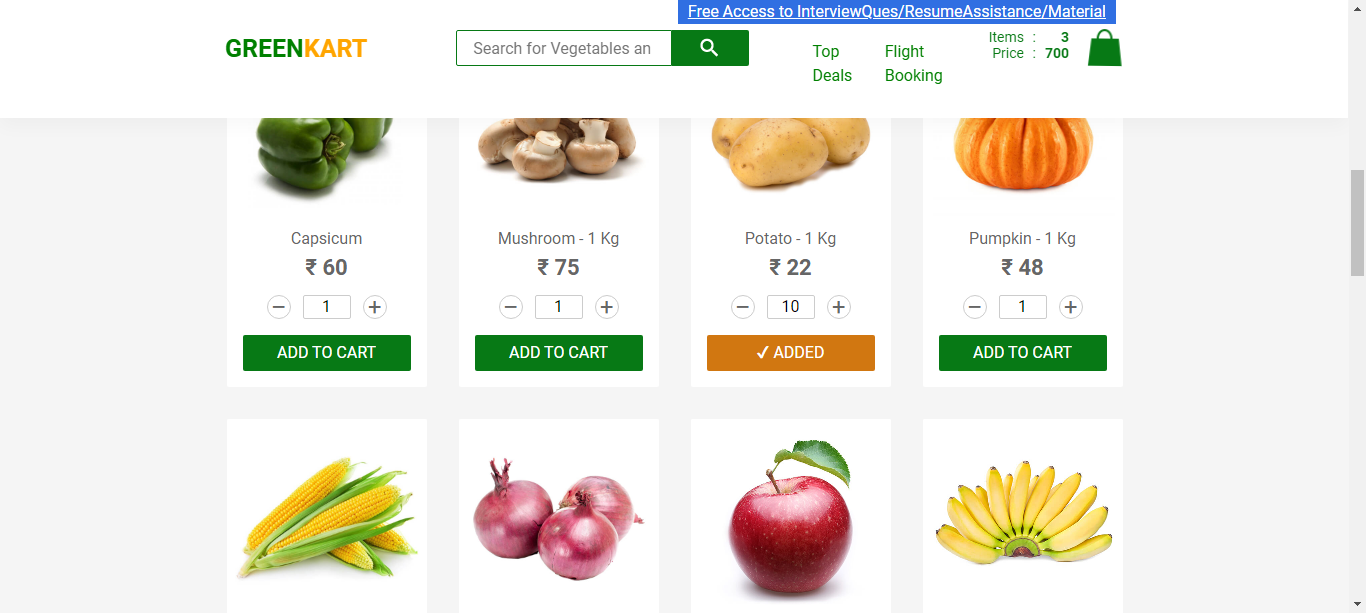 Free Access to InterviewQues/ResumeAssistance/Material
GREENKART
Search for Vegetables an
Top Deals
Flight Booking
Items : 3
Price : 700
Capsicum
₹ 60
1
ADD TO CART
Mushroom - 1 Kg
₹ 75
1
ADD TO CART
Potato - 1 Kg
₹ 22
10
✓ ADDED
Pumpkin - 1 Kg
₹ 48
1
ADD TO CART